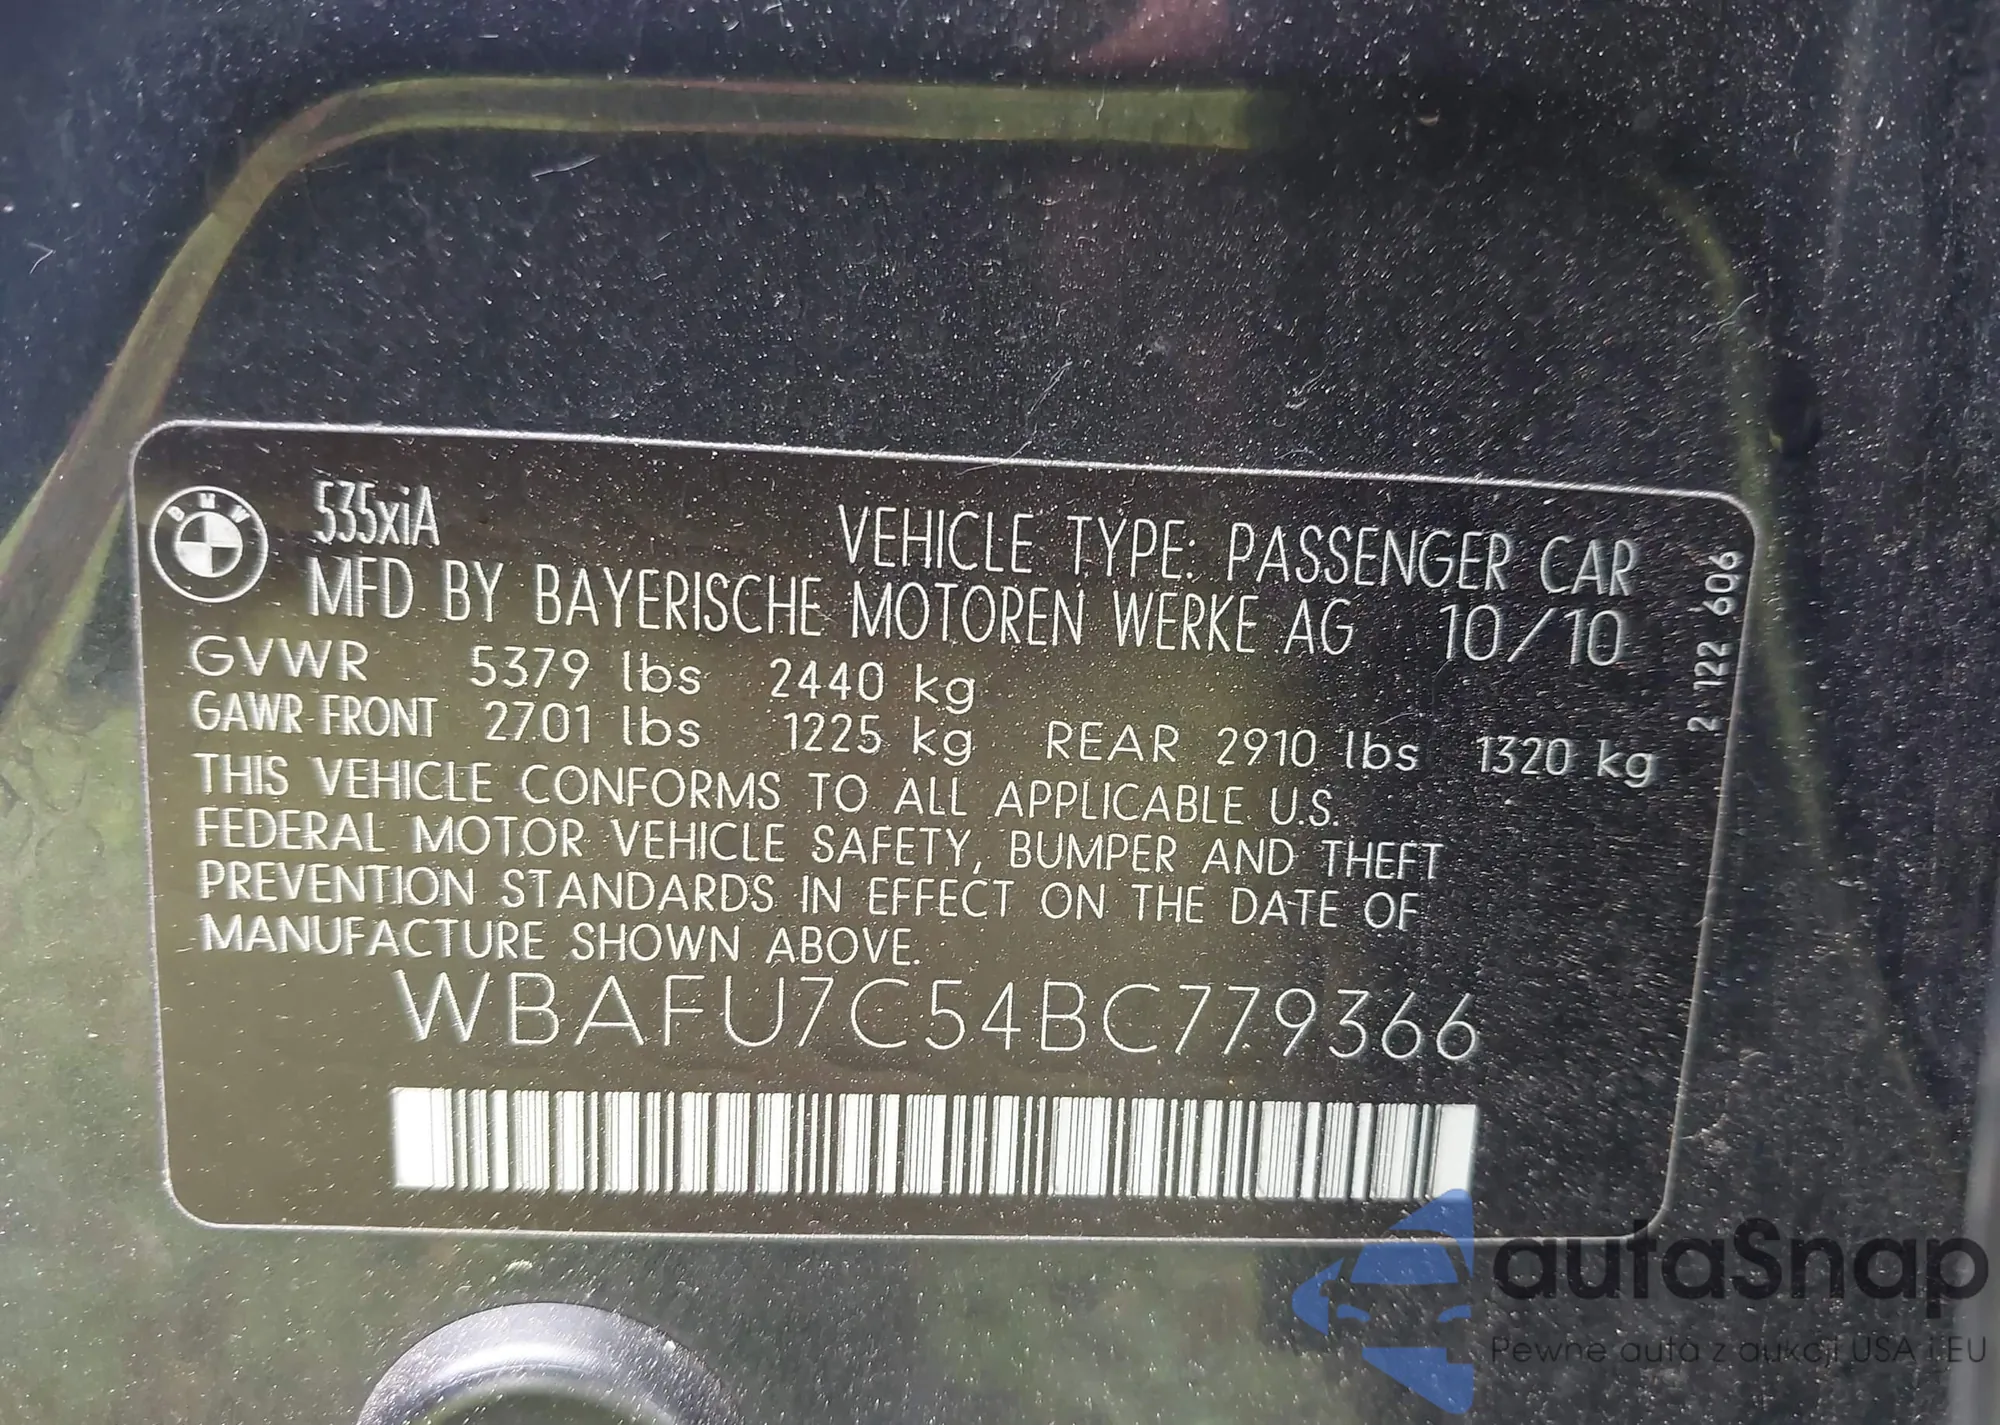 BMW
535xiA
VEHICLE TYPE: PASSENGER CAR
MFD BY BAYERISCHE MOTOREN WERKE AG 10/10
GVWR 5379 lbs 2440 kg
GAWR FRONT 2701 lbs 1225 kg REAR 2910 lbs 1320 kg
THIS VEHICLE CONFORMS TO ALL APPLICABLE U.S.
FEDERAL MOTOR VEHICLE SAFETY, BUMPER AND THEFT
PREVENTION STANDARDS IN EFFECT ON THE DATE OF
MANUFACTURE SHOWN ABOVE.
WBAFU7C54BC779366
2 122 606
autaSnap
Pewne auta z aukcji USA i EU